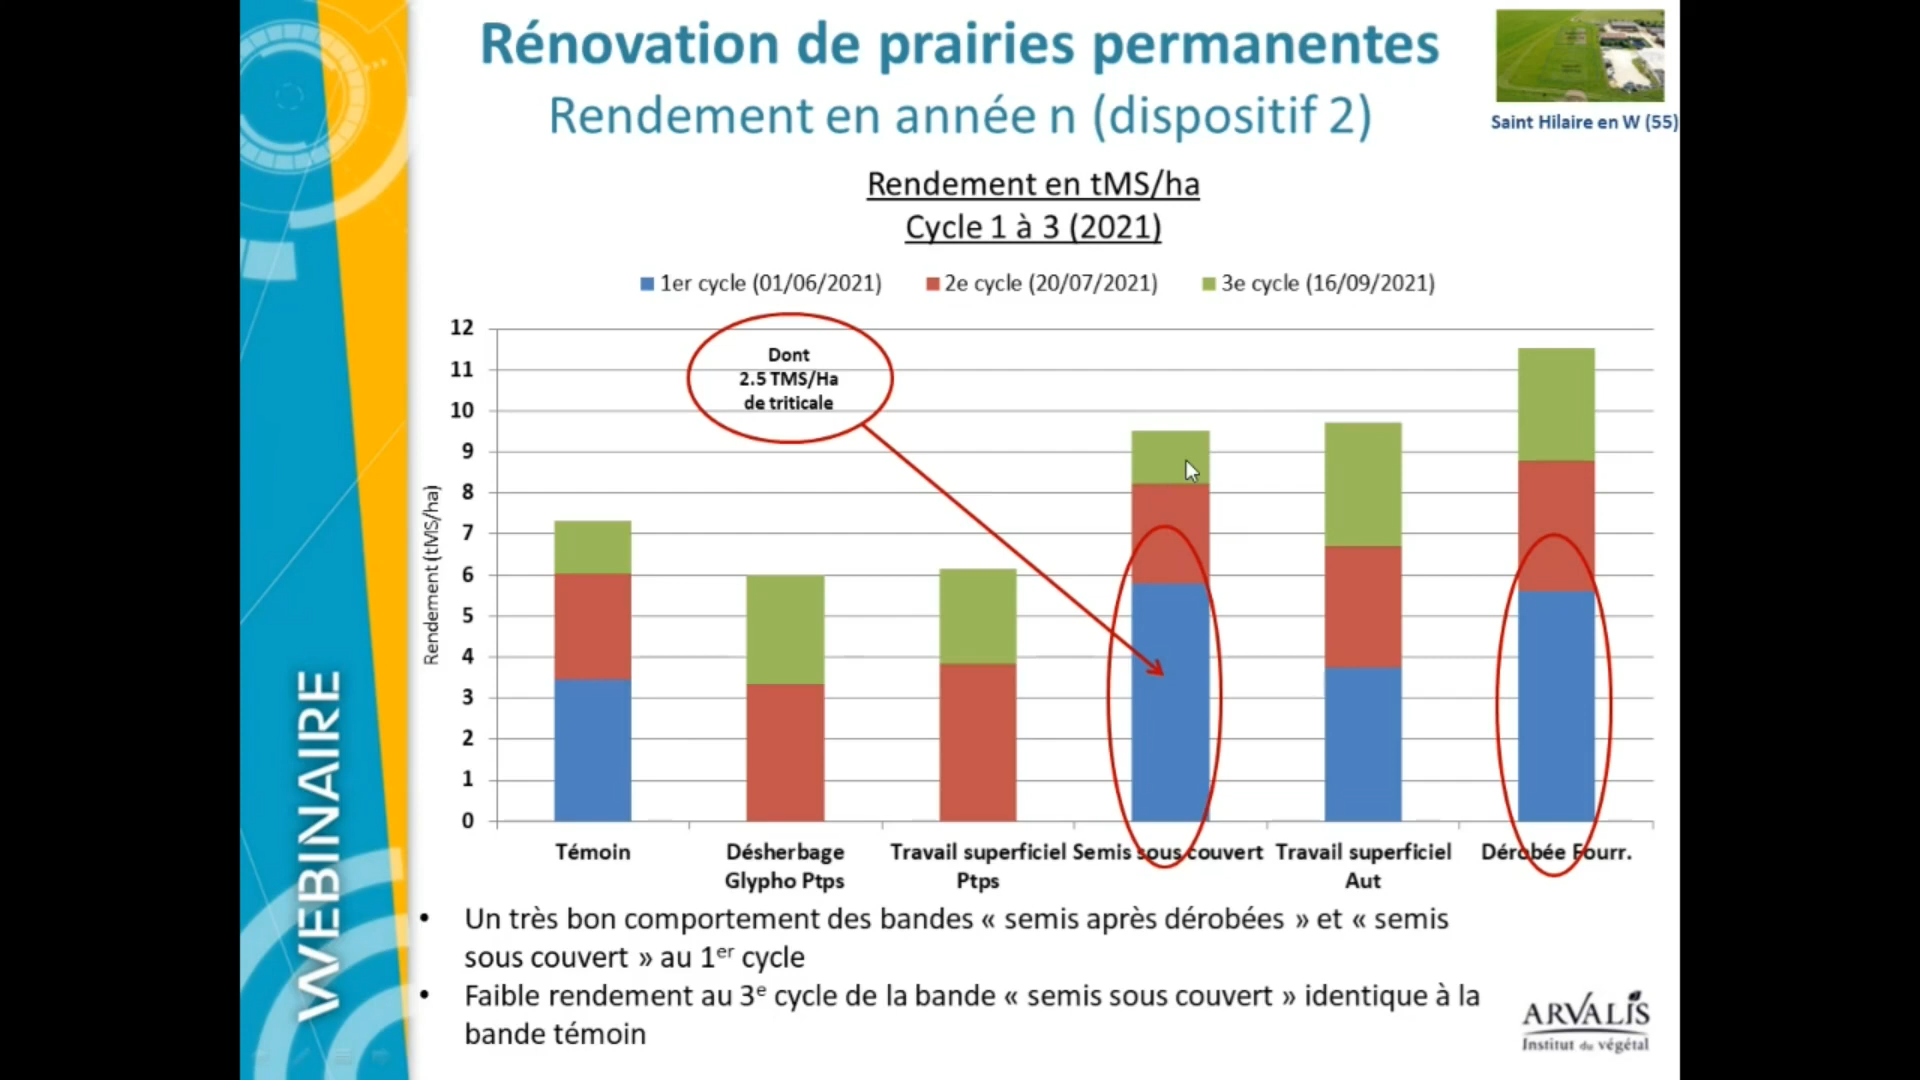 Rénovation de prairies permanentes
Rendement en année n (dispositif 2)
Saint Hilaire en W (55)
Rendement en tMS/ha
Cycle 1 à 3 (2021)
1er cycle (01/06/2021) 2e cycle (20/07/2021) 3e cycle (16/09/2021)
Rendement (tMS/ha)
12
11
10
9
8
7
6
5
4
3
2
1
0
Dont
2.5 TMS/Ha
de triticale
Témoin
Désherbage
Glypho Ptps
Travail superficiel
Ptps
Semis sous couvert
Travail superficiel
Aut
Dérobée Fourr.
• Un très bon comportement des bandes « semis après dérobées » et « semis
sous couvert » au 1er cycle
• Faible rendement au 3e cycle de la bande « semis sous couvert » identique à la
bande témoin
WEBINAIRE
ARVALIS
Institut du végétal